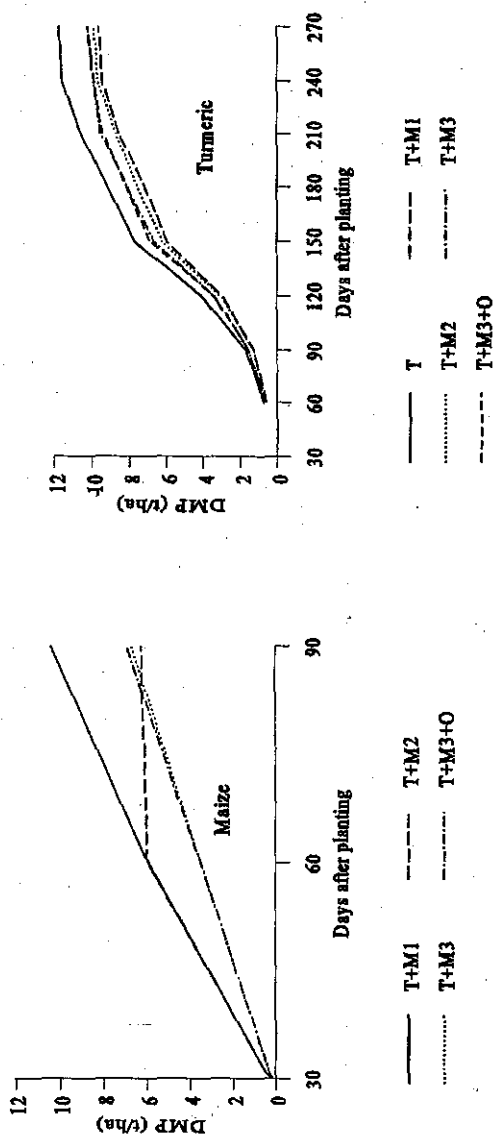 DMP (t/ha)
12
10
8
6
4
2
0
Maize
30 60 90
Days after planting
T+M1 T+M2
T+M3 T+M3+O
DMP (t/ha)
12
10
8
6
4
2
0
Turmeric
30 60 90 120 150 180 210 240 270
Days after planting
T T+M1
T+M2 T+M3
T+M3+O